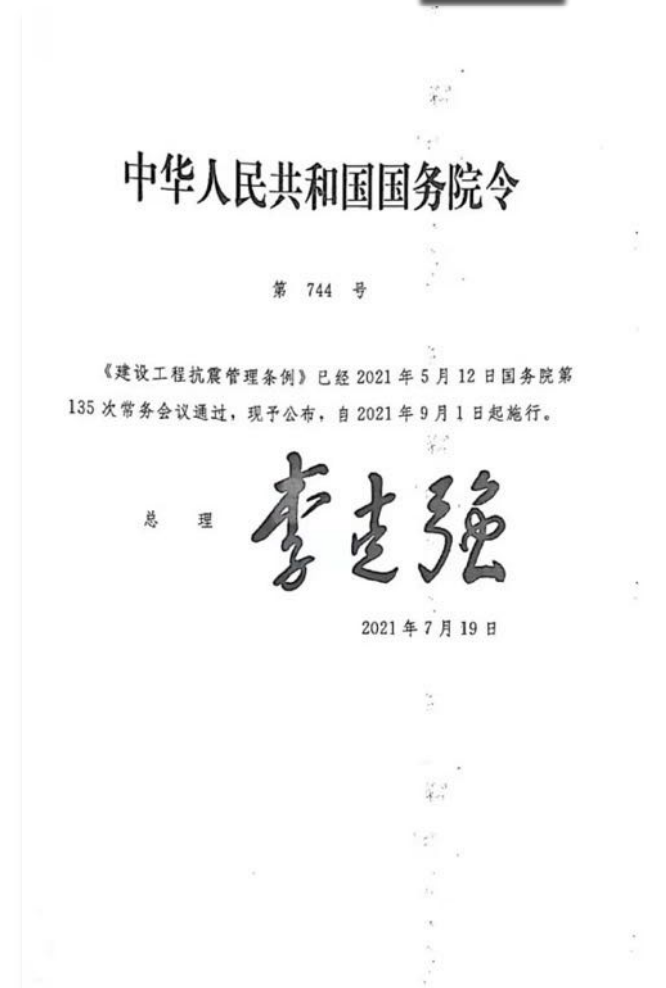 中华人民共和国国务院令
第 744 号
《建设工程抗震管理条例》已经 2021 年 5 月 12 日国务院第
135 次常务会议通过，现予公布，自 2021 年 9 月 1 日起施行。
总 理 李克强
2021 年 7 月 19 日